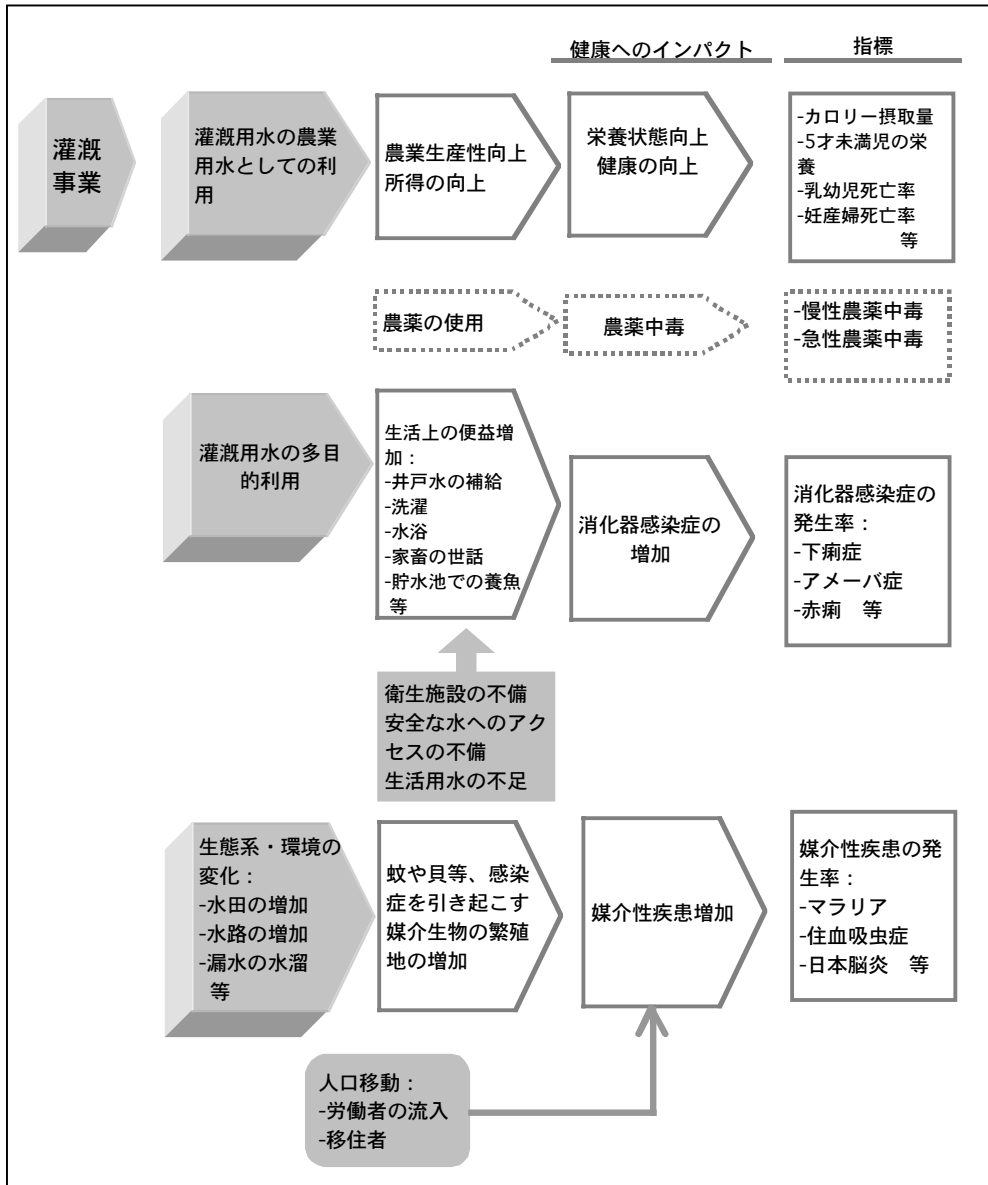 健康へのインパクト
指標
灌漑
事業
灌漑用水の農業
用水としての利
用
農業生産性向上
所得の向上
栄養状態向上
健康の向上
-カロリー摂取量
-5才未満児の栄
養
-乳幼児死亡率
-妊産婦死亡率
等
農薬の使用
農薬中毒
-慢性農薬中毒
-急性農薬中毒
灌漑用水の多目
的利用
生活上の便益増
加：
-井戸水の補給
-洗濯
-水浴
-家畜の世話
-貯水池での養魚
等
消化器感染症の
増加
消化器感染症の
発生率：
-下痢症
-アメーバ症
-赤痢　等
衛生施設の不備
安全な水へのアク
セスの不備
生活用水の不足
生態系・環境の
変化：
-水田の増加
-水路の増加
-漏水の水溜
等
蚊や貝等、感染
症を引き起こす
媒介生物の繁殖
地の増加
媒介性疾患増加
媒介性疾患の発
生率：
-マラリア
-住血吸虫症
-日本脳炎　等
人口移動：
-労働者の流入
-移住者